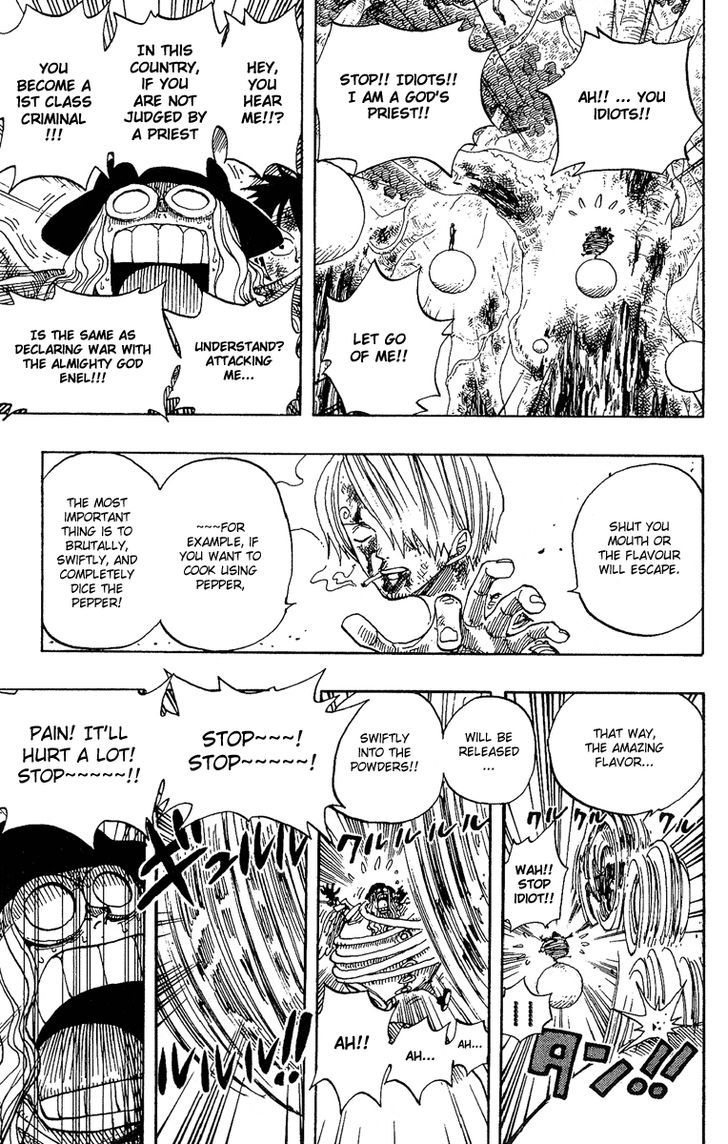 AH!! ... YOU
IDIOTS!!
STOP!! IDIOTS!!
I AM A GOD'S
PRIEST!!
LET GO
OF ME!!
HEY,
YOU
HEAR
ME!!?
IN THIS
COUNTRY,
IF YOU
ARE NOT
JUDGED BY
A PRIEST
YOU
BECOME A
1ST CLASS
CRIMINAL
!!!
UNDERSTAND?
ATTACKING
ME...
IS THE SAME AS
DECLARING WAR WITH
THE ALMIGHTY GOD
ENEL!!!
SHUT YOU
MOUTH OR
THE FLAVOUR
WILL ESCAPE.
~~~FOR
EXAMPLE, IF
YOU WANT TO
COOK USING
PEPPER,
THE MOST
IMPORTANT
THING IS TO
BRUTALLY,
SWIFTLY, AND
COMPLETELY
DICE THE
PEPPER!
THAT WAY,
THE AMAZING
FLAVOR...
クル
クル
WAH!!
STOP
IDIOT!!
タン!!
WILL BE
RELEASED
...
SWIFTLY
INTO THE
POWDERS!!
クルルルルル
AH...
AH...
AH!!
STOP~~~!
STOP~~~~~!
ギュルルル
ルルルル!!
PAIN! IT'LL
HURT A LOT!
STOP~~~~~!!